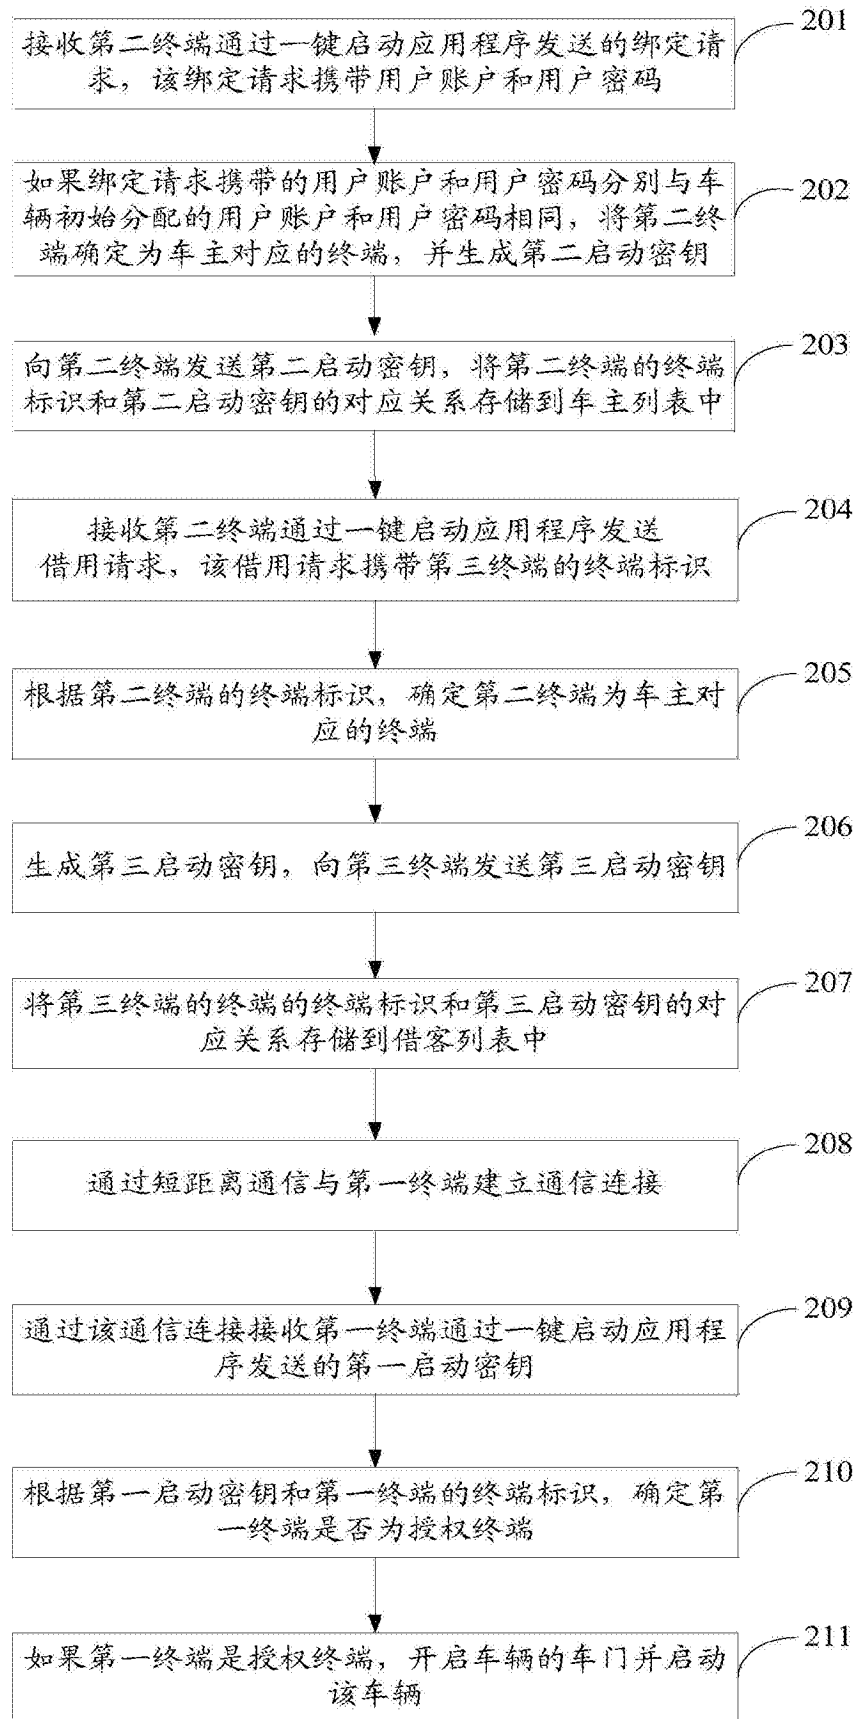 接收第二终端通过一键启动应用程序发送的绑定请
求，该绑定请求携带用户账户和用户密码
201
如果绑定请求携带的用户账户和用户密码分别与车
辆初始分配的用户账户和用户密码相同，将第二终
端确定为车主对应的终端，并生成第二启动密钥
202
向第二终端发送第二启动密钥，将第二终端的终端
标识和第二启动密钥的对应关系存储到车主列表中
203
接收第二终端通过一键启动应用程序发送
借用请求，该借用请求携带第三终端的终端标识
204
根据第二终端的终端标识，确定第二终端为车主对
应的终端
205
生成第三启动密钥，向第三终端发送第三启动密钥
206
将第三终端的终端的终端标识和第三启动密钥的对
应关系存储到借客列表中
207
通过短距离通信与第一终端建立通信连接
208
通过该通信连接接收第一终端通过一键启动应用程
序发送的第一启动密钥
209
根据第一启动密钥和第一终端的终端标识，确定第
一终端是否为授权终端
210
如果第一终端是授权终端，开启车辆的车门并启动
该车辆
211